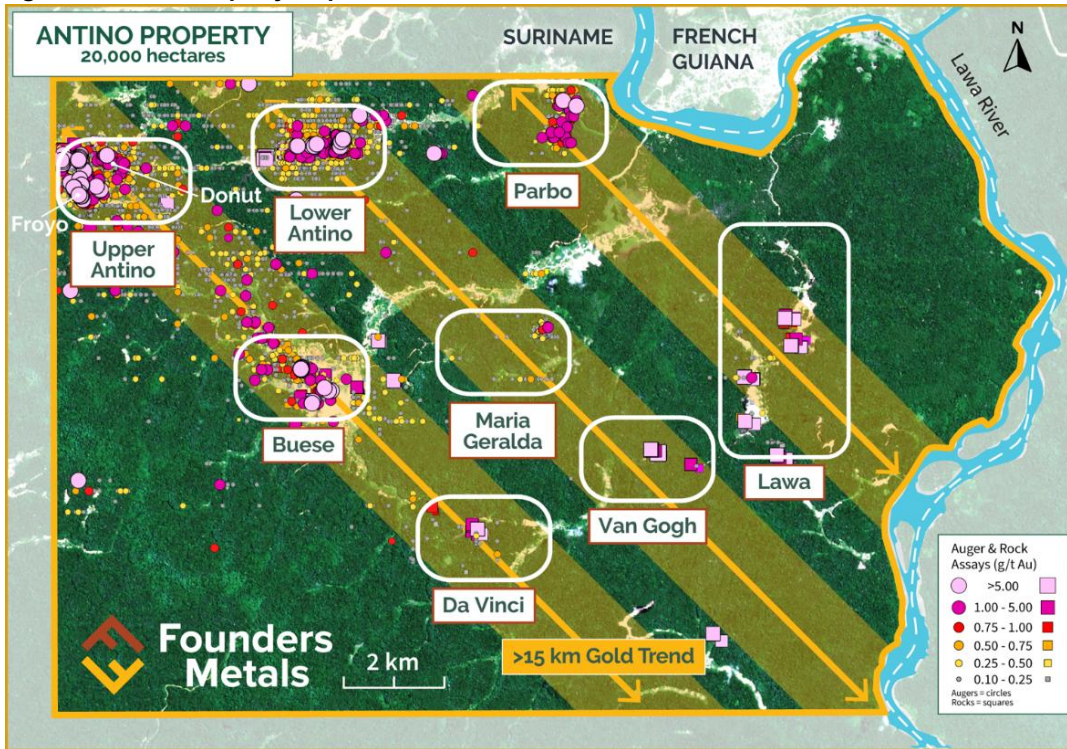 ANTINO PROPERTY
20,000 hectares
SURINAME
FRENCH
GUIANA
Lawa River
N
Donut
Froyo
Upper
Antino
Lower
Antino
Parbo
Buese
Maria
Geralda
Lawa
Van Gogh
Da Vinci
Founders
Metals
2 km
>15 km Gold Trend
Auger & Rock
Assays (g/t Au)
>5.00
1.00 - 5.00
0.75 - 1.00
0.50 - 0.75
0.25 - 0.50
0.10 - 0.25
Augers = circles
Rocks = squares